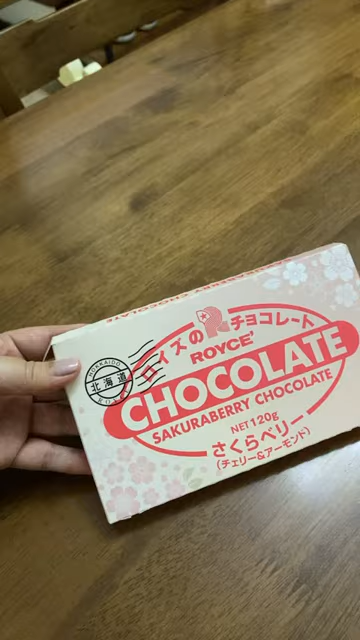 ロイズのチョコレート
ROYCE'
CHOCOLATE
SAKURABERRY CHOCOLATE
NET 120g
さくらベリー
(チェリー&アーモンド)
HOKKAIDO
北海道